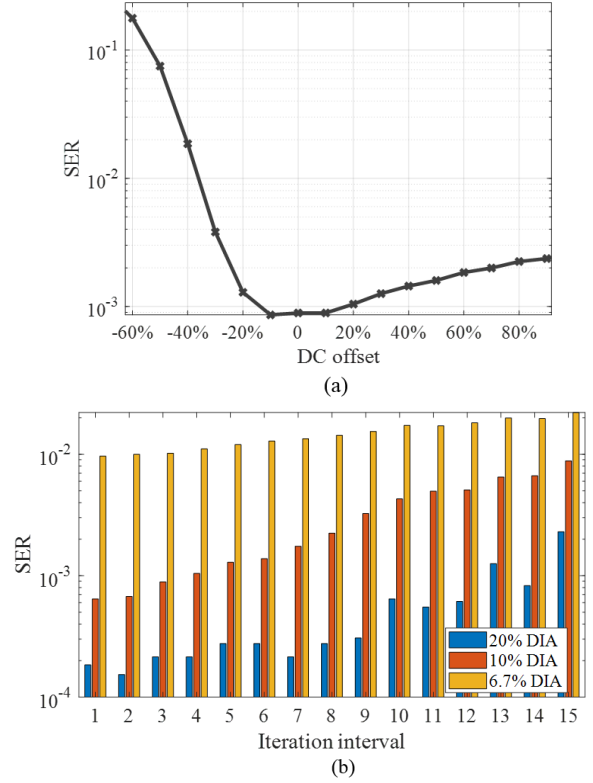 10-1
10-2
10-3
SER
-60% -40% -20% 0 20% 40% 60% 80%
DC offset
(a)
10-2
10-3
10-4
SER
20% DIA
10% DIA
6.7% DIA
1 2 3 4 5 6 7 8 9 10 11 12 13 14 15
Iteration interval
(b)